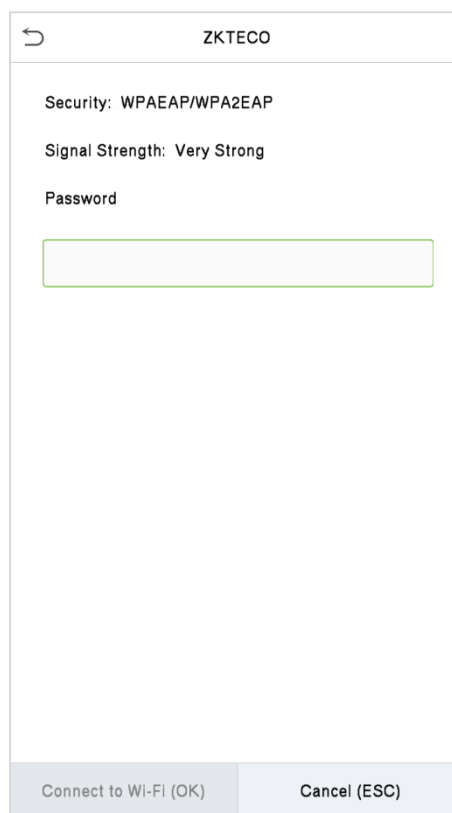 ZKTECO
Security: WPAEAP/WPA2EAP
Signal Strength: Very Strong
Password
Connect to Wi-Fi (OK)
Cancel (ESC)